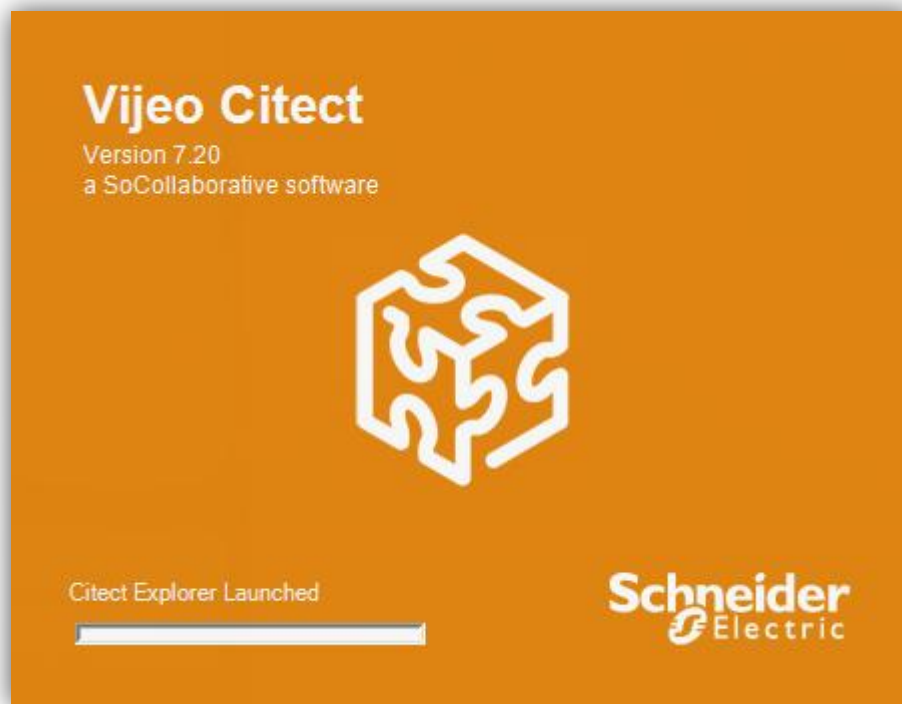 Vijeo Citect
Version 7.20
a SoCollaborative software
Citect Explorer Launched
Schneider
Electric